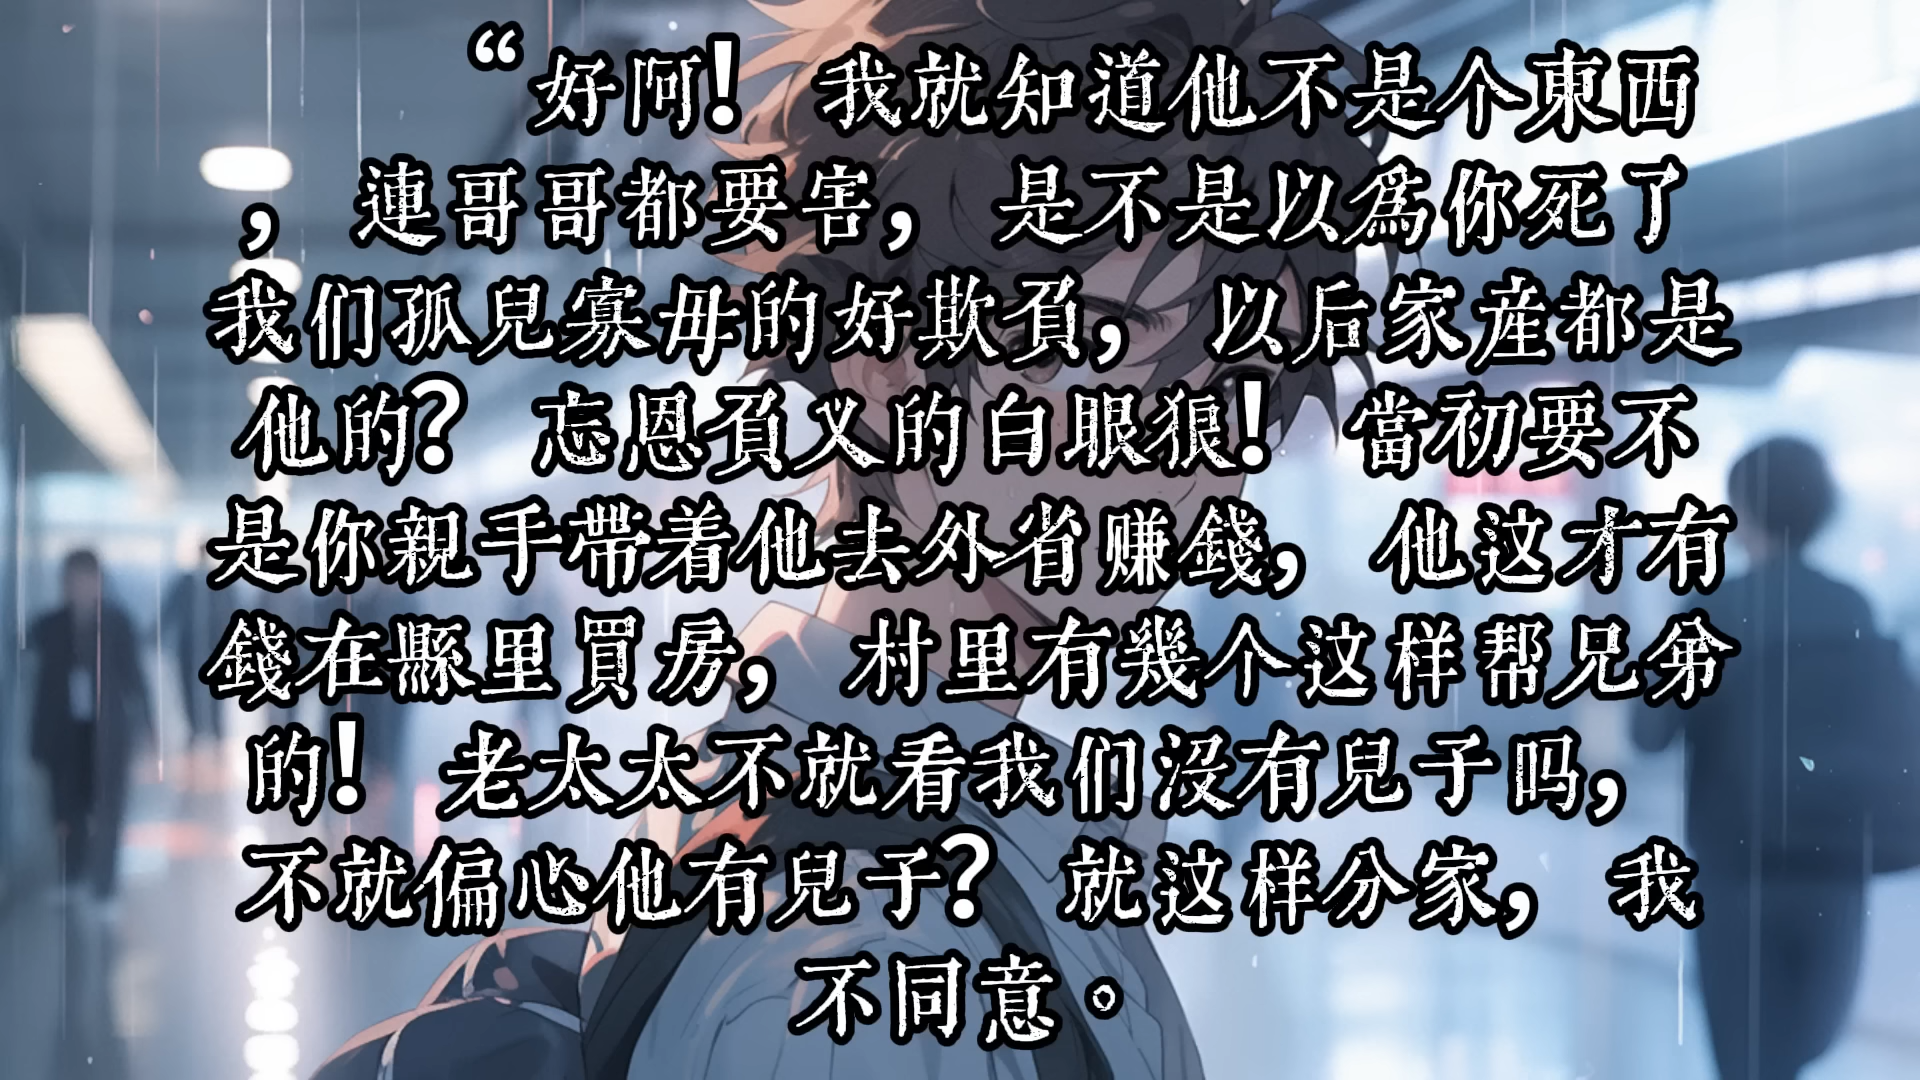 “好阿！ 我就知道他不是个東西
， 連哥哥都要害， 是不是以爲你死了
我们孤兒寡毋的好欺負， 以后家産都是
他的？ 忘恩負义的白眼狼！ 當初要不
是你親手帶着他去外省赚錢， 他这才有
錢在縣里買房， 村里有幾个这样帮兄弟
的！ 老太太不就看我们没有兒子吗，
不就偏心他有兒子？ 就这样分家， 我
不同意。